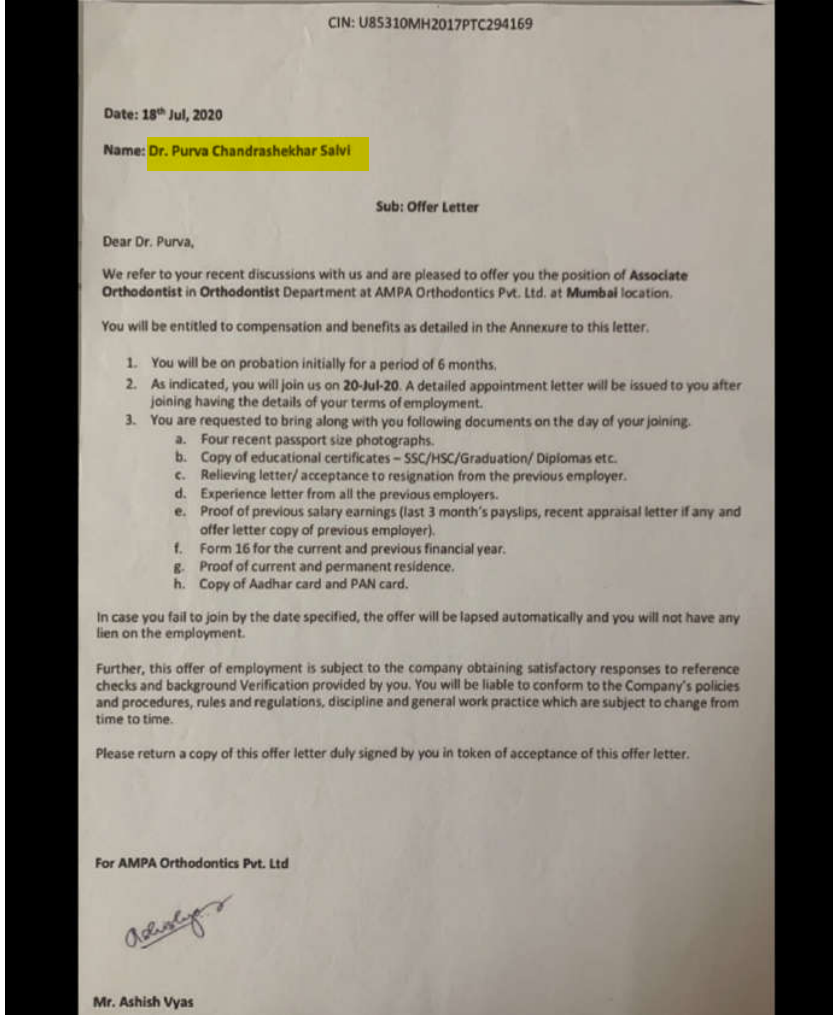 CIN: U85310MH2017PTC294169
Date: 18th Jul, 2020
Name: Dr. Purva Chandrashekhar Salvi
Sub: Offer Letter
Dear Dr. Purva,
We refer to your recent discussions with us and are pleased to offer you the position of Associate
Orthodontist in Orthodontist Department at AMPA Orthodontics Pvt. Ltd. at Mumbai location.
You will be entitled to compensation and benefits as detailed in the Annexure to this letter.
1. You will be on probation initially for a period of 6 months.
2. As indicated, you will join us on 20-Jul-20. A detailed appointment letter will be issued to you after
joining having the details of your terms of employment.
3. You are requested to bring along with you following documents on the day of your joining.
a. Four recent passport size photographs.
b. Copy of educational certificates – SSC/HSC/Graduation/ Diplomas etc.
c. Relieving letter/ acceptance to resignation from the previous employer.
d. Experience letter from all the previous employers.
e. Proof of previous salary earnings (last 3 month's payslips, recent appraisal letter if any and
offer letter copy of previous employer).
f. Form 16 for the current and previous financial year.
g. Proof of current and permanent residence.
h. Copy of Aadhar card and PAN card.
In case you fail to join by the date specified, the offer will be lapsed automatically and you will not have any
lien on the employment.
Further, this offer of employment is subject to the company obtaining satisfactory responses to reference
checks and background Verification provided by you. You will be liable to conform to the Company's policies
and procedures, rules and regulations, discipline and general work practice which are subject to change from
time to time.
Please return a copy of this offer letter duly signed by you in token of acceptance of this offer letter.
For AMPA Orthodontics Pvt. Ltd
Mr. Ashish Vyas